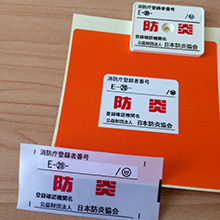 消防庁登録者番号
E-20-
防炎
登録確認機関名
公益財団法人 日本防炎協会
消防庁登録者番号
E-20-
防炎
登録確認機関名
公益財団法人 日本防炎協会
消防庁登録者番号
E-20-
防炎
登録確認機関名
公益財団法人 日本防炎協会